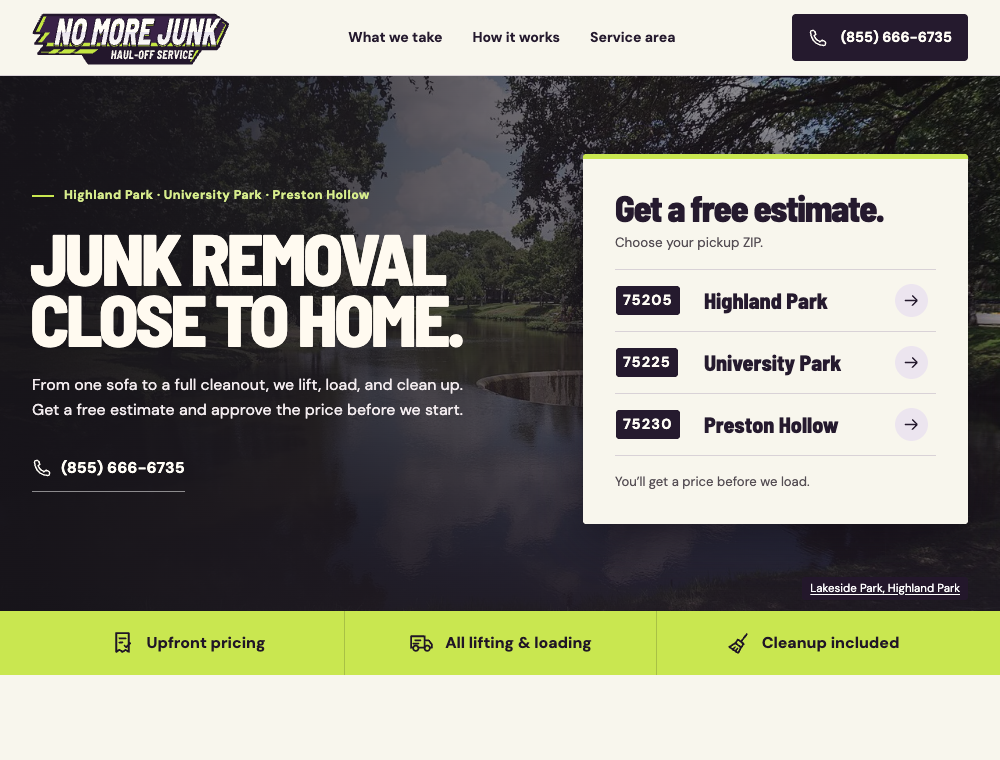 NO MORE JUNK
HAUL-OFF SERVICE
What we take
How it works
Service area
(855) 666-6735
Highland Park · University Park · Preston Hollow
JUNK REMOVAL
CLOSE TO HOME.
From one sofa to a full cleanout, we lift, load, and clean up.
Get a free estimate and approve the price before we start.
(855) 666-6735
Get a free estimate.
Choose your pickup ZIP.
75205 Highland Park
75225 University Park
75230 Preston Hollow
You’ll get a price before we load.
Lakeside Park, Highland Park
Upfront pricing
All lifting & loading
Cleanup included